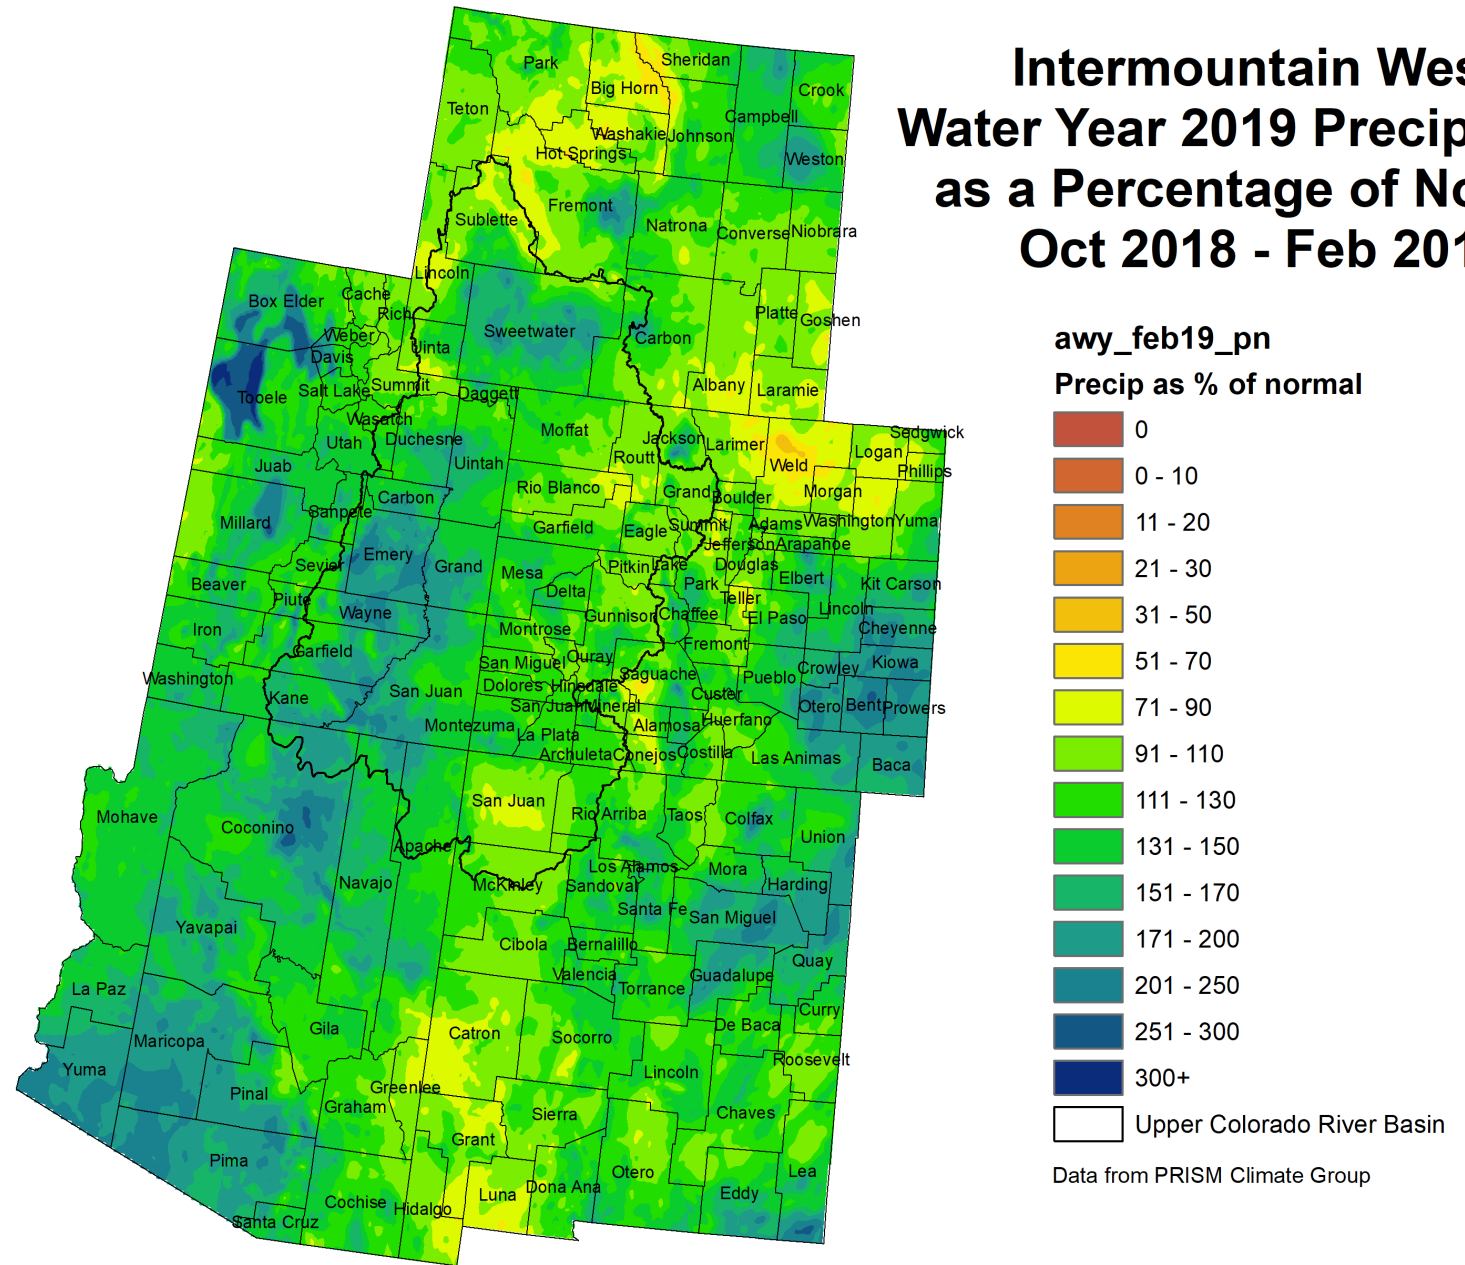 Intermountain Wes
Water Year 2019 Precip
as a Percentage of No
Oct 2018 - Feb 201
awy_feb19_pn
Precip as % of normal
0
0 - 10
11 - 20
21 - 30
31 - 50
51 - 70
71 - 90
91 - 110
111 - 130
131 - 150
151 - 170
171 - 200
201 - 250
251 - 300
300+
Upper Colorado River Basin
Data from PRISM Climate Group
Park
Sheridan
Big Horn
Crook
Teton
Campbell
Washakie
Johnson
Hot Springs
Weston
Fremont
Sublette
Natrona
Converse
Niobrara
Lincoln
Sweetwater
Carbon
Platte
Goshen
Uinta
Albany
Laramie
Box Elder
Cache
Rich
Weber
Davis
Tooele
Salt Lake
Summit
Daggett
Wasatch
Utah
Duchesne
Uintah
Juab
Carbon
Sanpete
Millard
Emery
Grand
Sevier
Beaver
Piute
Wayne
Iron
Garfield
Washington
Kane
San Juan
Moffat
Jackson
Larimer
Sedgwick
Logan
Phillips
Weld
Routt
Rio Blanco
Grand
Boulder
Morgan
Garfield
Eagle
Summit
Adams
Washington
Yuma
Jefferson
Arapahoe
Mesa
Pitkin
Lake
Douglas
Elbert
Kit Carson
Delta
Park
Teller
Gunnison
Chaffee
El Paso
Lincoln
Cheyenne
Montrose
Fremont
Ouray
San Miguel
Saguache
Crowley
Kiowa
Dolores
Hinsdale
Custer
Pueblo
San Juan
Mineral
Otero
Bent
Prowers
Montezuma
La Plata
Alamosa
Huerfano
Archuleta
Conejos
Costilla
Las Animas
Baca
Mohave
Coconino
Apache
Navajo
Yavapai
La Paz
Gila
Maricopa
Yuma
Pinal
Greenlee
Graham
Pima
Cochise
Santa Cruz
San Juan
Rio Arriba
Taos
Colfax
Union
Los Alamos
Mora
McKinley
Sandoval
Harding
Santa Fe
San Miguel
Cibola
Bernalillo
Quay
Valencia
Guadalupe
Torrance
Curry
De Baca
Catron
Socorro
Roosevelt
Lincoln
Sierra
Chaves
Grant
Otero
Lea
Luna
Dona Ana
Eddy
Hidalgo